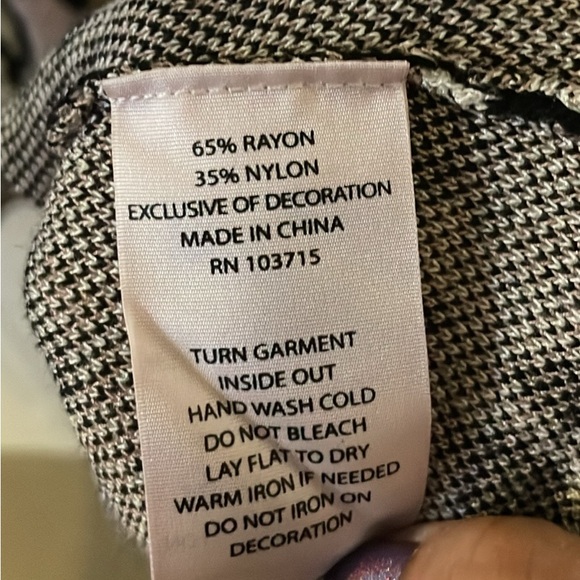 65% RAYON
35% NYLON
EXCLUSIVE OF DECORATION
MADE IN CHINA
RN 103715
TURN GARMENT
INSIDE OUT
HAND WASH COLD
DO NOT BLEACH
LAY FLAT TO DRY
WARM IRON IF NEEDED
DO NOT IRON ON
DECORATION